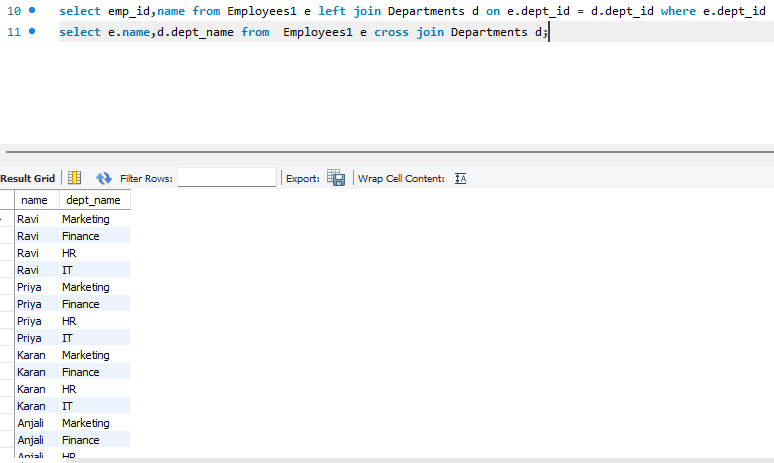 10 select emp_id,name from Employees1 e left join Departments d on e.dept_id = d.dept_id where e.dept_id
11 select e.name,d.dept_name from  Employees1 e cross join Departments d;
Result Grid Filter Rows: Export: Wrap Cell Content:
name dept_name
Ravi Marketing
Ravi Finance
Ravi HR
Ravi IT
Priya Marketing
Priya Finance
Priya HR
Priya IT
Karan Marketing
Karan Finance
Karan HR
Karan IT
Anjali Marketing
Anjali Finance
Anjali HR